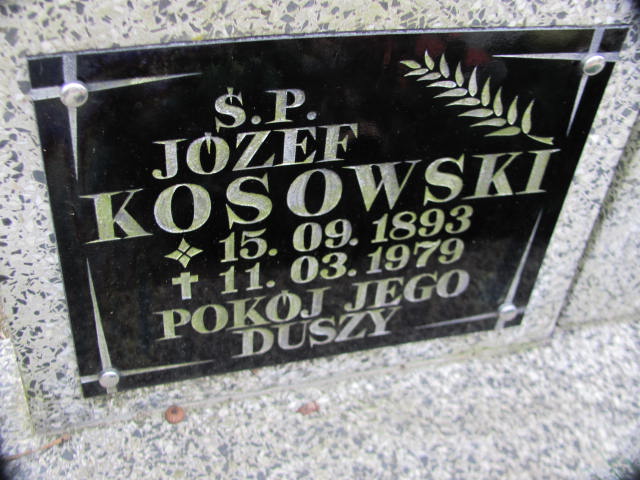 Ś.P.
JÓZEF
KOSOWSKI
15. 09. 1893
✝ 11. 03. 1979
POKÓJ JEGO
DUSZY